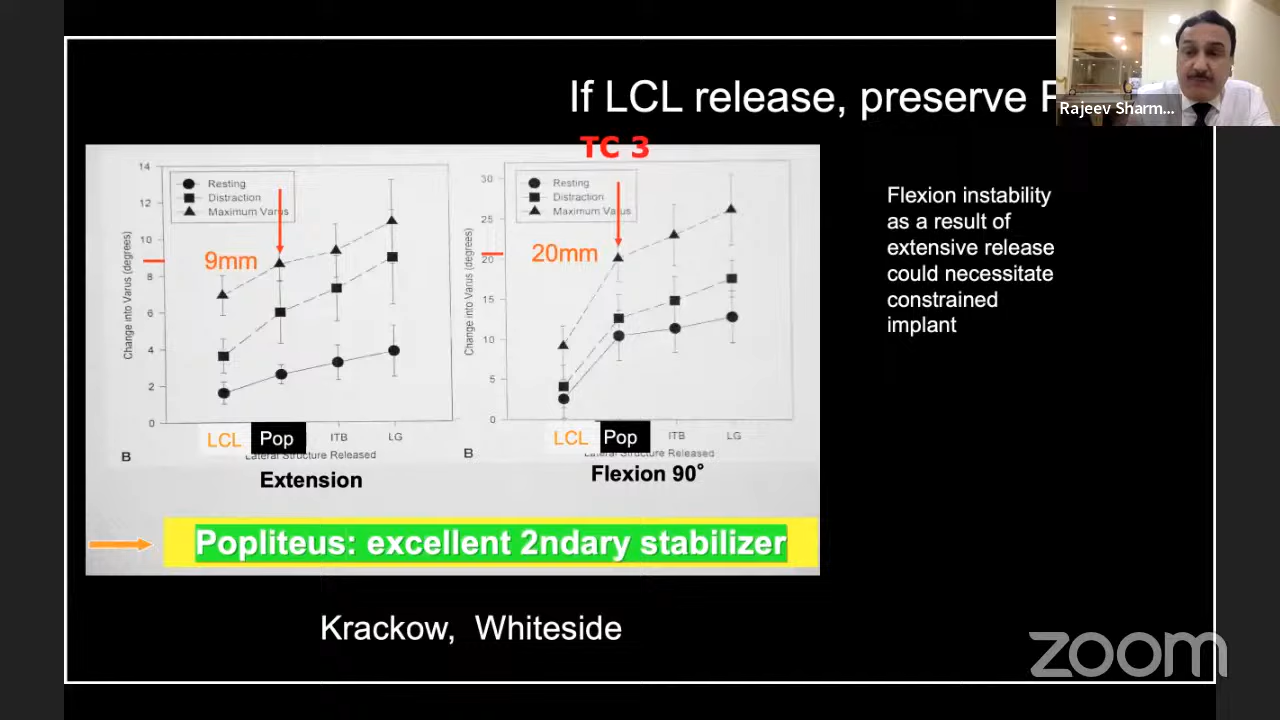 If LCL release, preserve
Rajeev Sharm...
TC 3
14
12
10
8
6
4
2
0
Resting
Distraction
Maximum Varus
9mm
Change into Varus (degrees)
LCL
Pop
ITB
LG
Lateral Structure Released
B
Extension
30
25
20
15
10
5
0
Resting
Distraction
Maximum Varus
20mm
Change into Varus (degrees)
LCL
Pop
ITB
LG
Lateral Structure Released
B
Flexion 90°
Flexion instability
as a result of
extensive release
could necessitate
constrained
implant
Popliteus: excellent 2ndary stabilizer
Krackow, Whiteside
zoom